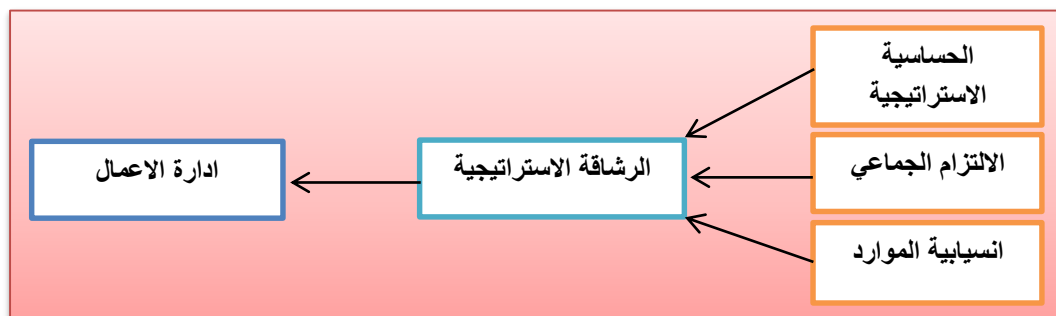 الحساسية
الاستراتيجية
الالتزام الجماعي
الرشاقة الاستراتيجية
ادارة الاعمال
انسيابية الموارد